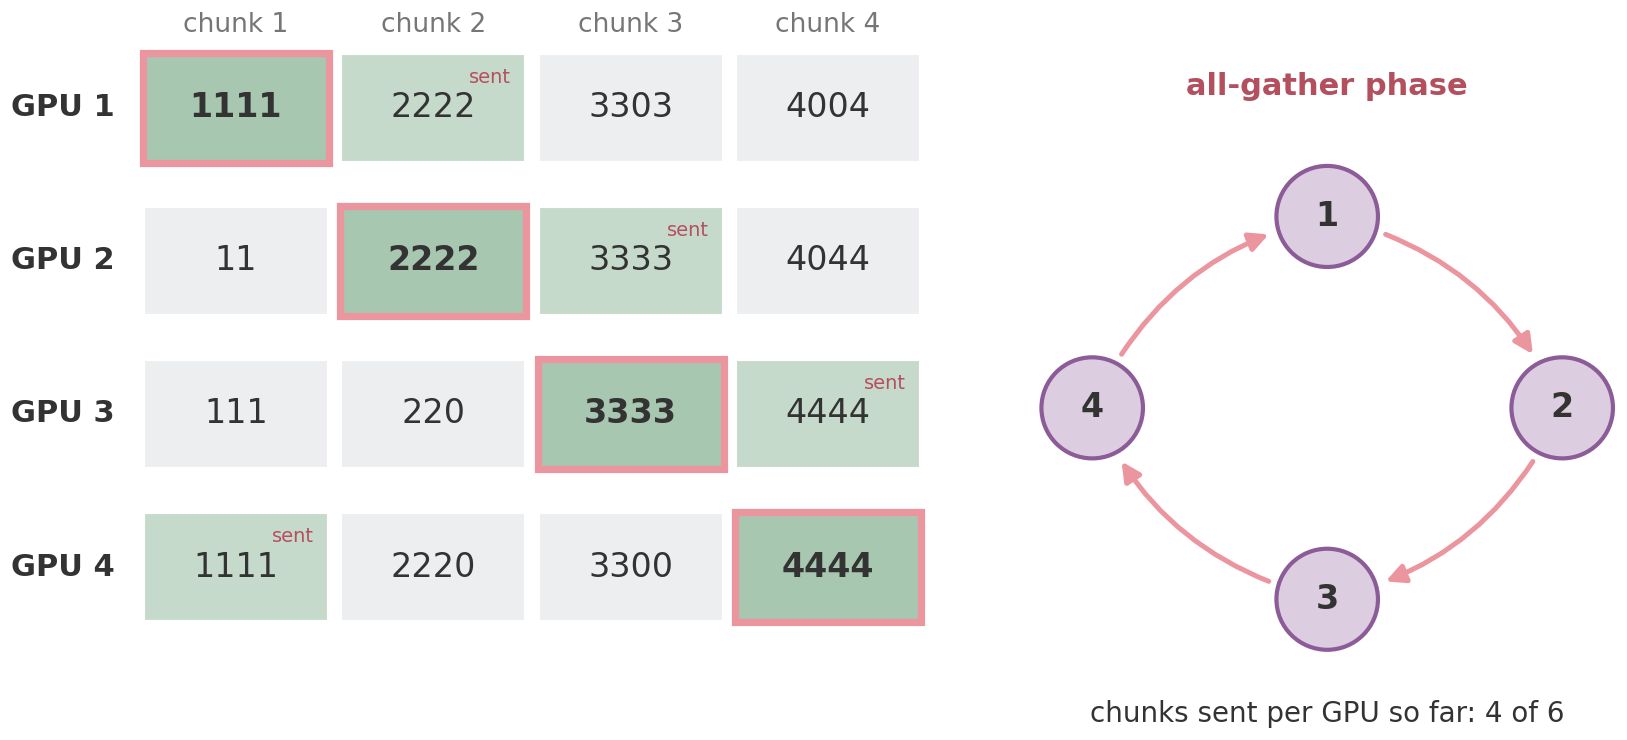 chunk 1 chunk 2 chunk 3 chunk 4
GPU 1 1111 2222 sent 3303 4004
GPU 2 11 2222 3333 sent 4044
GPU 3 111 220 3333 4444 sent
GPU 4 1111 sent 2220 3300 4444
all-gather phase
1
4
2
3
chunks sent per GPU so far: 4 of 6